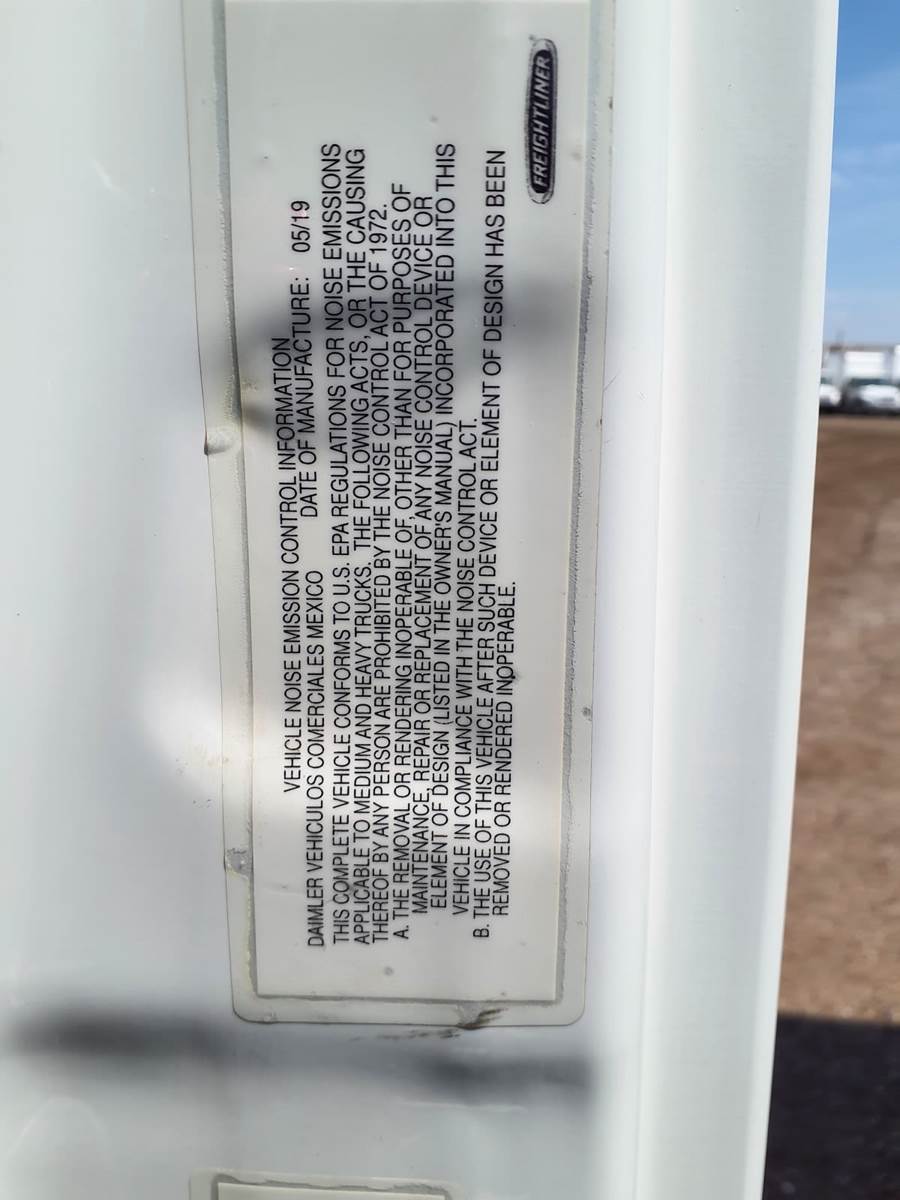 VEHICLE NOISE EMISSION CONTROL INFORMATION
DAIMLER VEHICULOS COMERCIALES MEXICO DATE OF MANUFACTURE: 05/19
THIS COMPLETE VEHICLE CONFORMS TO U.S. EPA REGULATIONS FOR NOISE EMISSIONS
APPLICABLE TO MEDIUM AND HEAVY TRUCKS. THE FOLLOWING ACTS, OR THE CAUSING
THEREOF BY ANY PERSON ARE PROHIBITED BY THE NOISE CONTROL ACT OF 1972.
A. THE REMOVAL OR RENDERING INOPERABLE OF, OTHER THAN FOR PURPOSES OF
MAINTENANCE, REPAIR OR REPLACEMENT OF ANY NOISE CONTROL DEVICE OR
ELEMENT OF DESIGN (LISTED IN THE OWNER'S MANUAL) INCORPORATED INTO THIS
VEHICLE IN COMPLIANCE WITH THE NOISE CONTROL ACT.
B. THE USE OF THIS VEHICLE AFTER SUCH DEVICE OR ELEMENT OF DESIGN HAS BEEN
REMOVED OR RENDERED INOPERABLE.
FREIGHTLINER